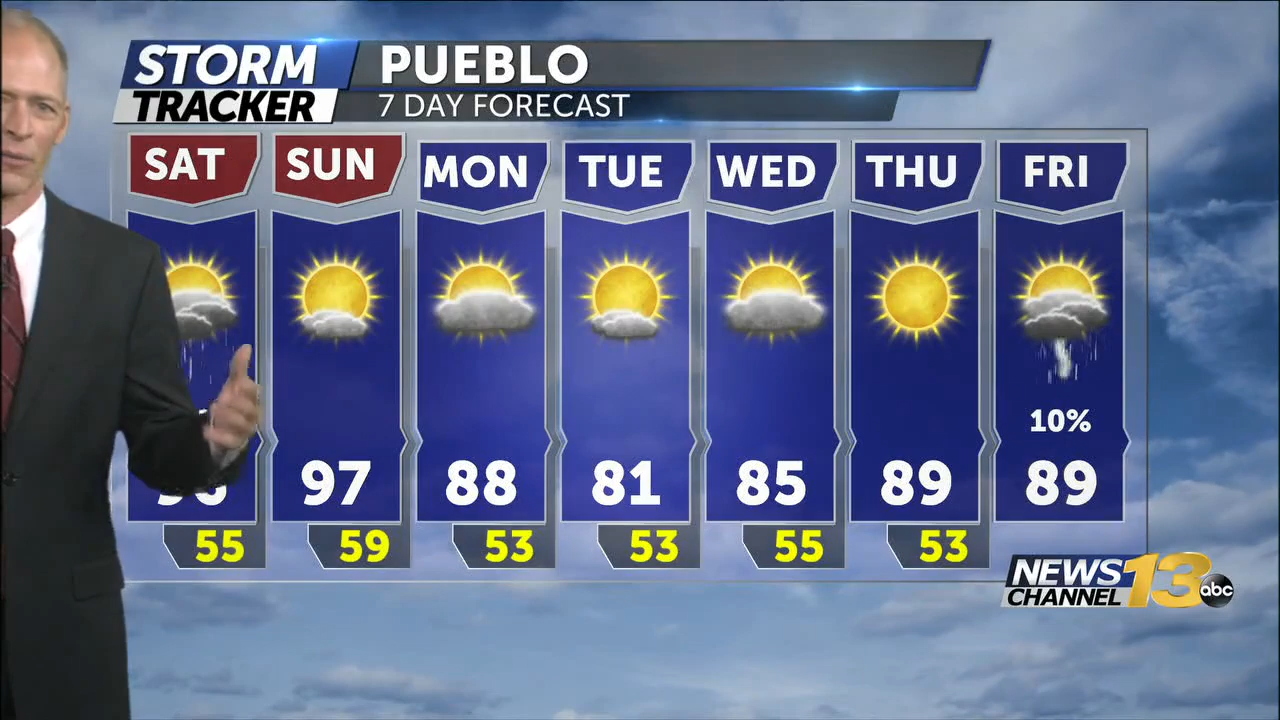 STORM
TRACKER
PUEBLO
7 DAY FORECAST
SAT SUN MON TUE WED THU FRI
10%
97 88 81 85 89 89
55 59 53 53 55 53
NEWS
CHANNEL 13 abc